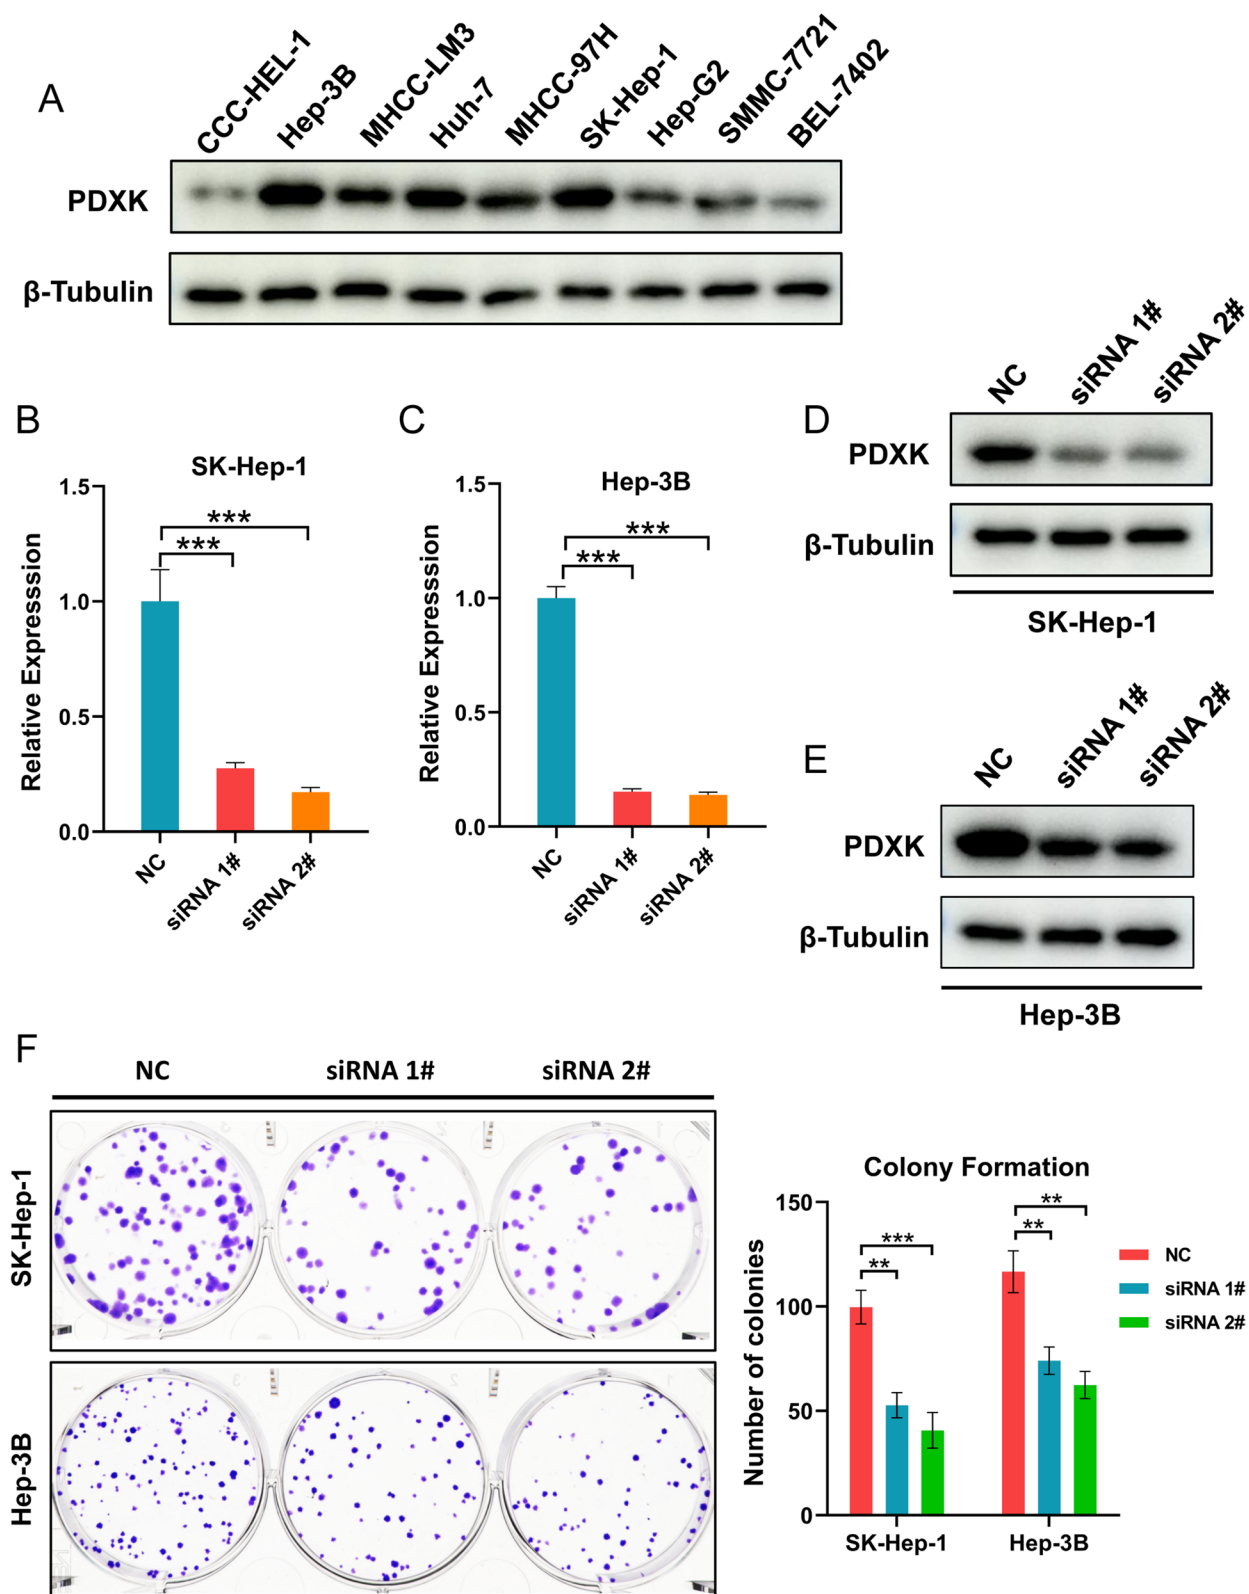 A
CCC-HEL-1
Hep-3B
MHCC-LM3
Huh-7
MHCC-97H
SK-Hep-1
Hep-G2
SMMC-7721
BEL-7402
PDXK
β-Tubulin
B
SK-Hep-1
Relative Expresssion
1.5
1.0
0.5
0.0
***
***
NC
siRNA 1#
siRNA 2#
C
Hep-3B
Relative Expression
1.5
1.0
0.5
0.0
***
***
NC
siRNA 1#
siRNA 2#
D
NC
siRNA 1#
siRNA 2#
PDXK
β-Tubulin
SK-Hep-1
E
NC
siRNA 1#
siRNA 2#
PDXK
β-Tubulin
Hep-3B
F
NC siRNA 1# siRNA 2#
SK-Hep-1
Hep-3B
Colony Formation
Number of colonies
150
100
50
0
***
**
**
**
SK-Hep-1 Hep-3B
NC
siRNA 1#
siRNA 2#